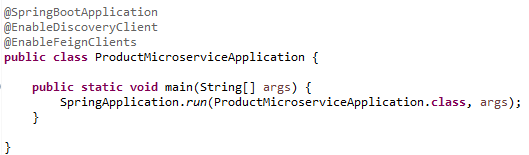 @SpringBootApplication
@EnableDiscoveryClient
@EnableFeignClients
public class ProductMicroserviceApplication {
    public static void main(String[] args) {
        SpringApplication.run(ProductMicroserviceApplication.class, args);
    }
}